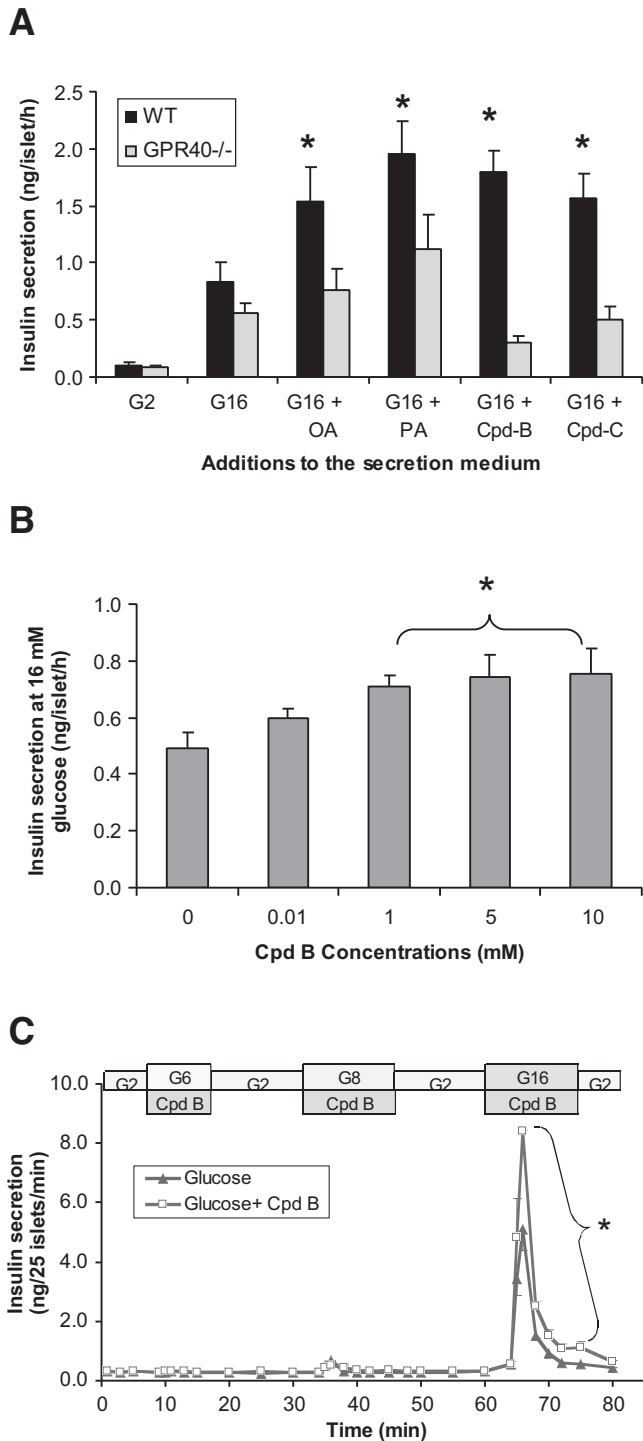 A
2.5
2.0
1.5
1.0
0.5
0.0
Insulin secretion (ng/islet/h)
WT
GPR40-/-
*
*
*
*
G2
G16
G16 +
OA
G16 +
PA
G16 +
Cpd-B
G16 +
Cpd-C
Additions to the secretion medium
B
*
1.0
0.8
0.6
0.4
0.2
0.0
Insulin secretion at 16 mM
glucose (ng/islet/h)
0
0.01
1
5
10
Cpd B Concentrations (mM)
C
G2
G6
Cpd B
G2
G8
Cpd B
G2
G16
Cpd B
G2
10.0
8.0
6.0
4.0
2.0
0.0
Insulin secretion
(ng/25 islets/min)
Glucose
Glucose+ Cpd B
*
0
10
20
30
40
50
60
70
80
Time (min)